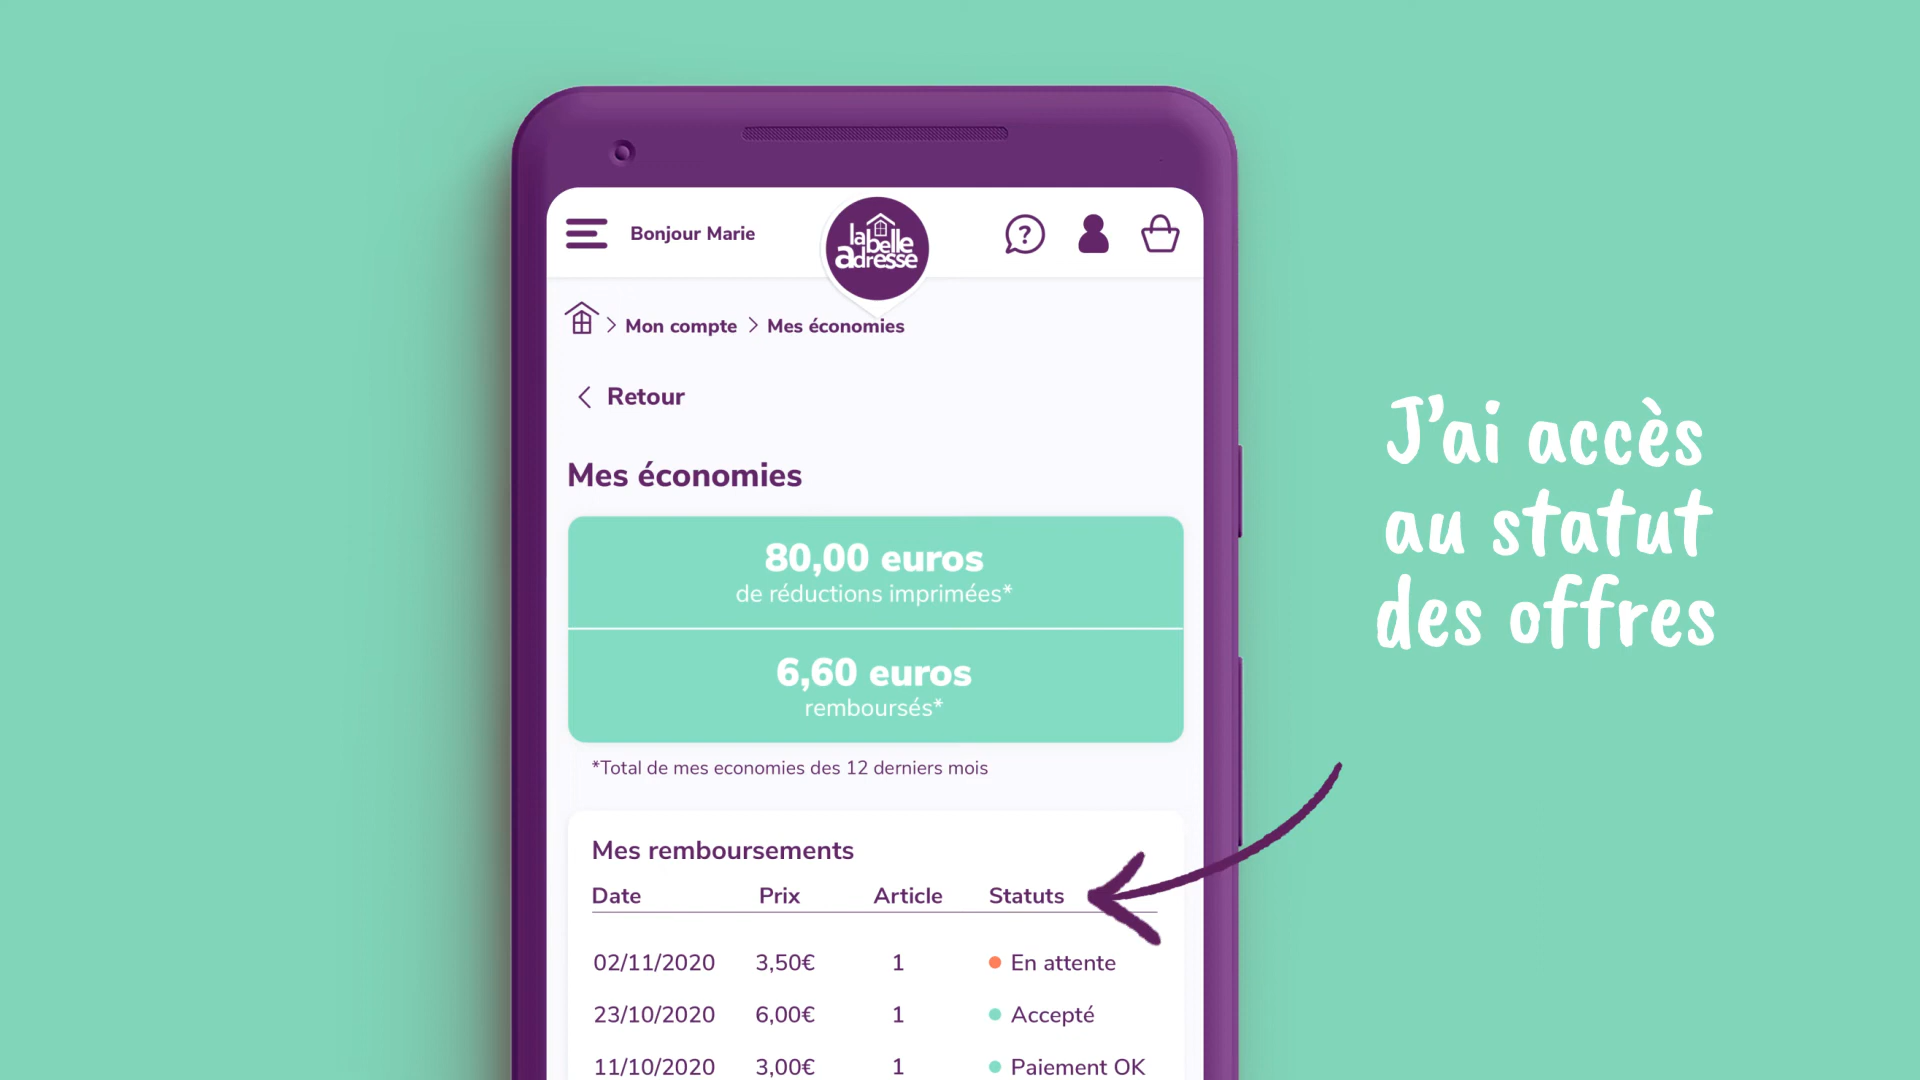 Bonjour Marie
la belle
adresse
?
> Mon compte > Mes économies
< Retour
Mes économies
80,00 euros
de réductions imprimées*
6,60 euros
remboursés*
*Total de mes economies des 12 derniers mois
Mes remboursements
Date Prix Article Statuts
02/11/2020 3,50€ 1 En attente
23/10/2020 6,00€ 1 Accepté
11/10/2020 3,00€ 1 Paiement OK
J'ai accès
au statut
des offres